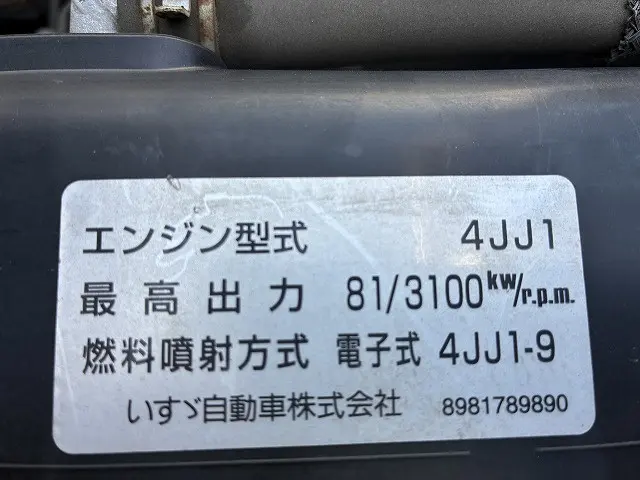 エンジン型式 4JJ1
最高出力 81/3100kW/r.p.m.
燃料噴射方式 電子式 4JJ1-9
いすゞ自動車株式会社 8981789890